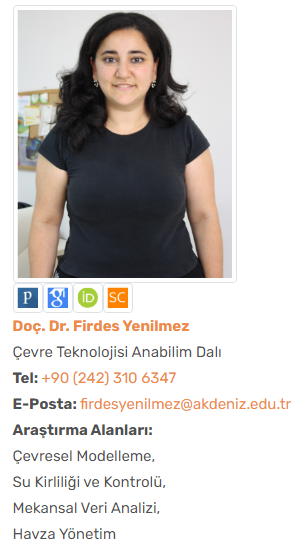 P g iD SC
Doç. Dr. Firdes Yenilmez
Çevre Teknolojisi Anabilim Dalı
Tel: +90 (242) 310 6347
E-Posta: firdesyenilmez@akdeniz.edu.tr
Araştırma Alanları:
Çevresel Modelleme,
Su Kirliliği ve Kontrolü,
Mekansal Veri Analizi,
Havza Yönetim